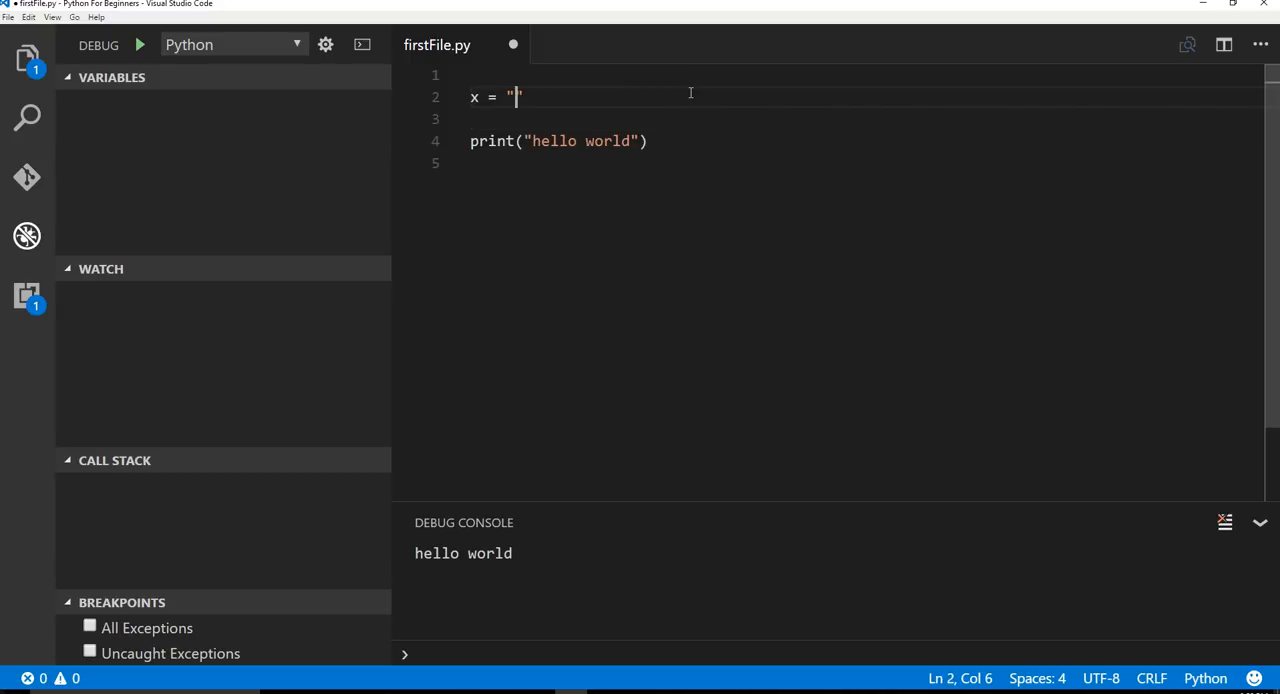 ● firstFile.py - Python For Beginners - Visual Studio Code
File Edit View Go Help
DEBUG Python
firstFile.py
1
VARIABLES
1
2 x = ""
3
4 print("hello world")
5
WATCH
1
CALL STACK
DEBUG CONSOLE
hello world
BREAKPOINTS
All Exceptions
Uncaught Exceptions
›
0 0 Ln 2, Col 6 Spaces: 4 UTF-8 CRLF Python